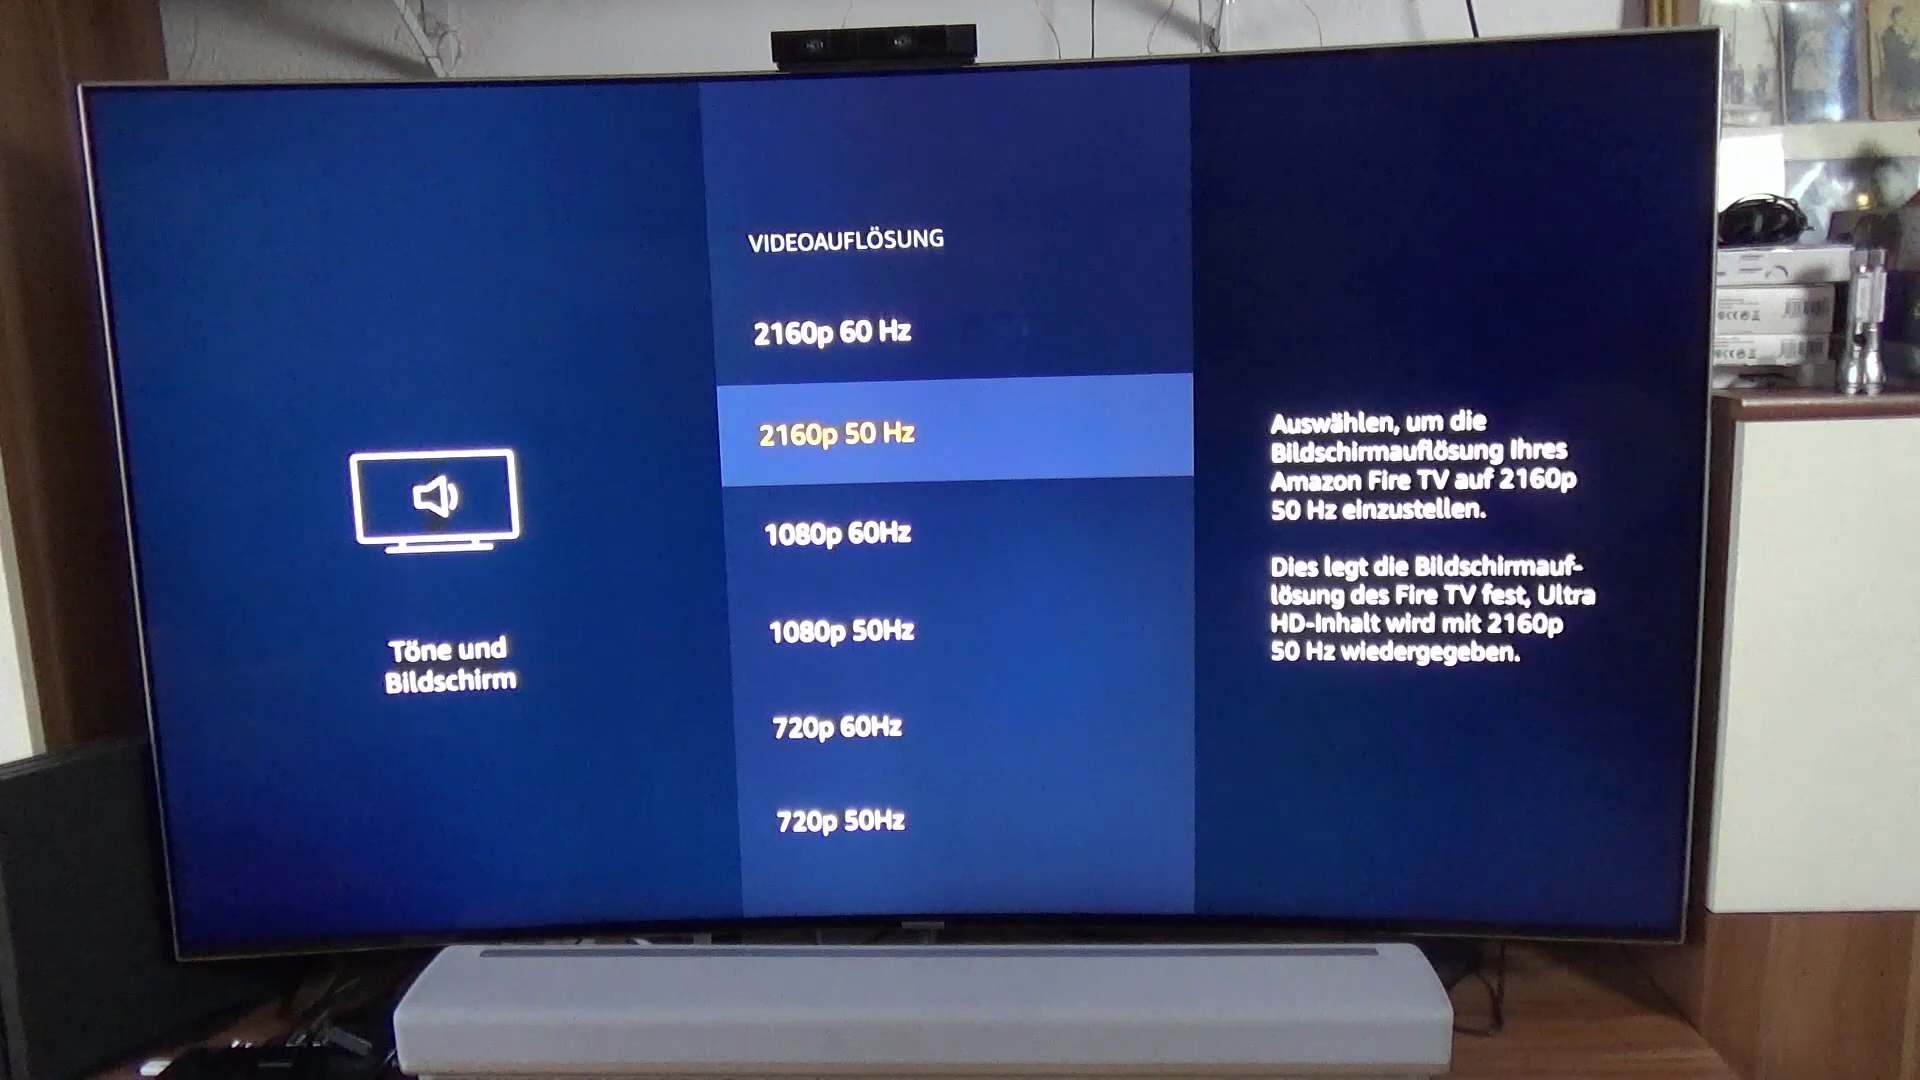 VIDEOAUFLÖSUNG
2160p 60 Hz
2160p 50 Hz
1080p 60Hz
1080p 50Hz
720p 60Hz
720p 50Hz
Töne und
Bildschirm
Auswählen, um die
Bildschirmauflösung Ihres
Amazon Fire TV auf 2160p
50 Hz einzustellen.
Dies legt die Bildschirmauf-
lösung des Fire TV fest, Ultra
HD-Inhalt wird mit 2160p
50 Hz wiedergegeben.